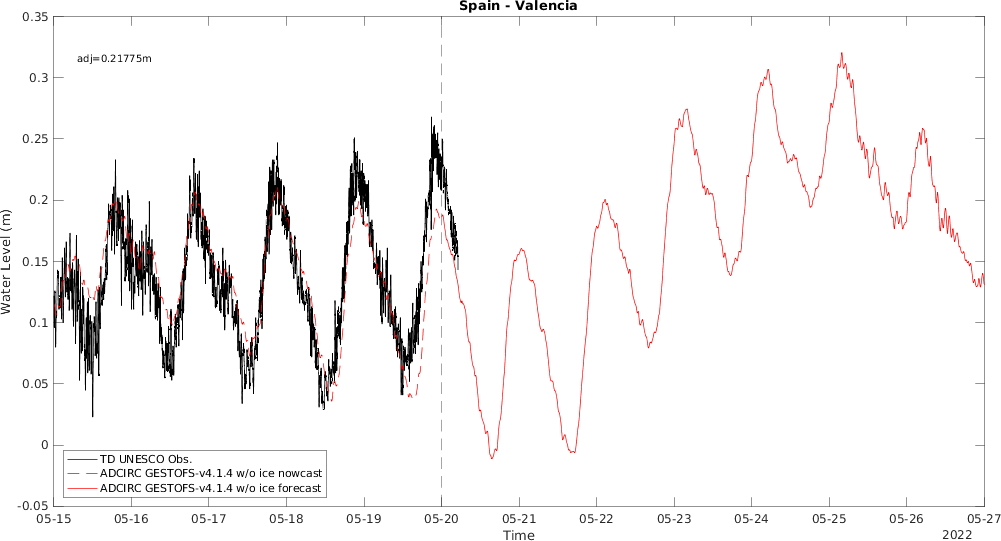 Spain - Valencia
adj=0.21775m
Water Level (m)
0.35
0.3
0.25
0.2
0.15
0.1
0.05
0
-0.05
TD UNESCO Obs.
ADCIRC GESTOFS-v4.1.4 w/o ice nowcast
ADCIRC GESTOFS-v4.1.4 w/o ice forecast
05-15 05-16 05-17 05-18 05-19 05-20 05-21 05-22 05-23 05-24 05-25 05-26 05-27
Time
2022